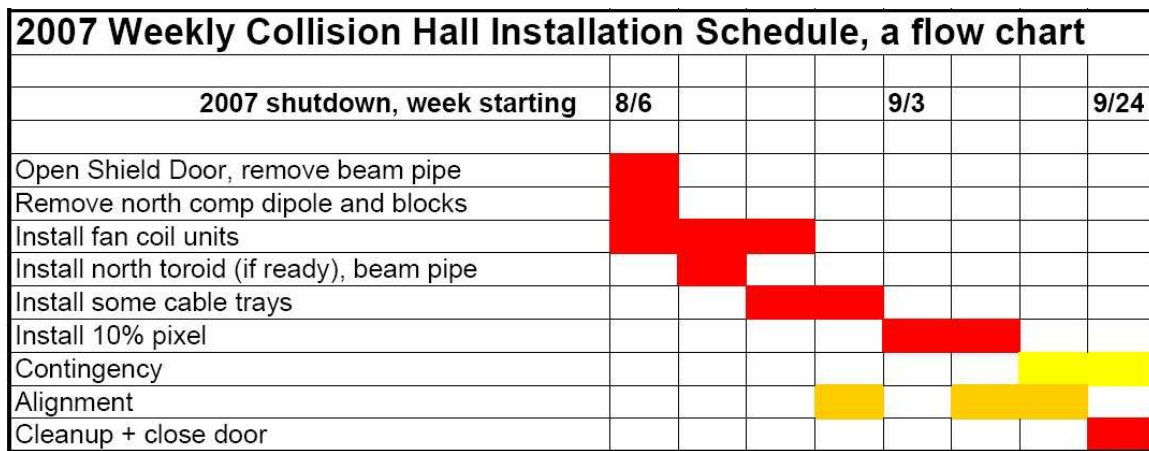 2007 Weekly Collision Hall Installation Schedule, a flow chart
2007 shutdown, week starting 8/6 9/3 9/24
Open Shield Door, remove beam pipe
Remove north comp dipole and blocks
Install fan coil units
Install north toroid (if ready), beam pipe
Install some cable trays
Install 10% pixel
Contingency
Alignment
Cleanup + close door